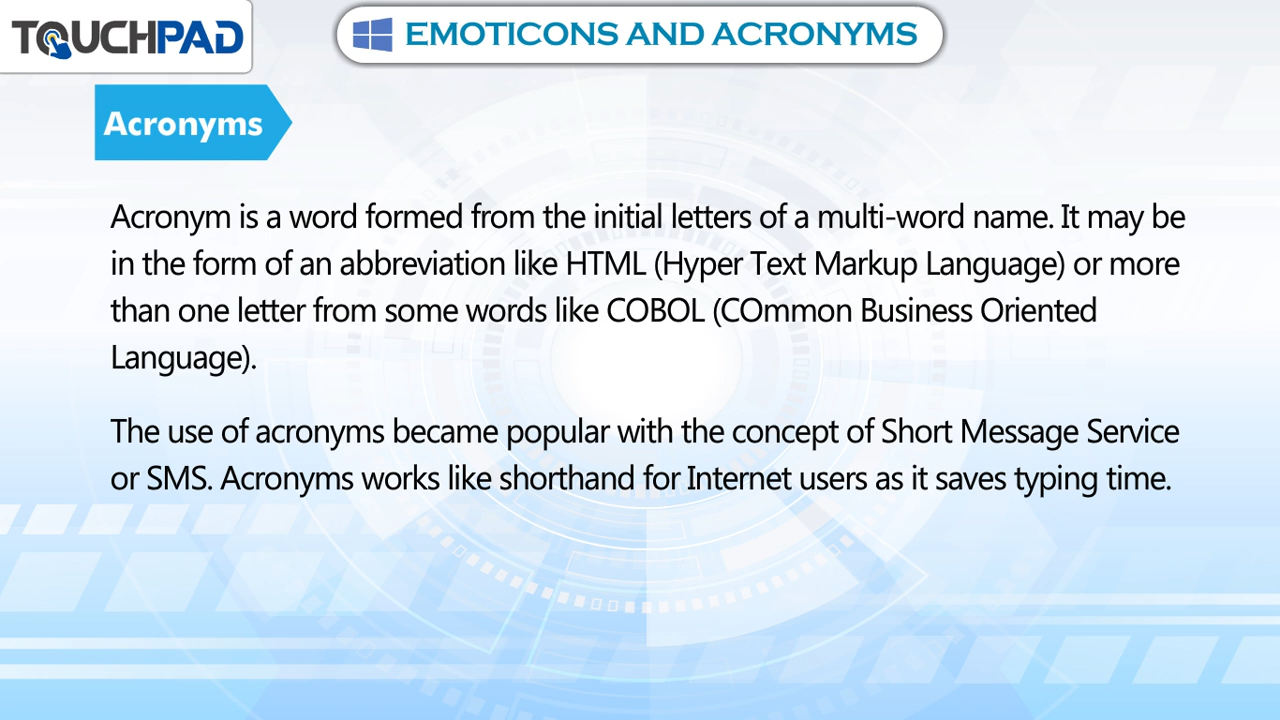 TOUCHPAD
EMOTICONS AND ACRONYMS
Acronyms
Acronym is a word formed from the initial letters of a multi-word name. It may be
in the form of an abbreviation like HTML (Hyper Text Markup Language) or more
than one letter from some words like COBOL (COmmon Business Oriented
Language).
The use of acronyms became popular with the concept of Short Message Service
or SMS. Acronyms works like shorthand for Internet users as it saves typing time.